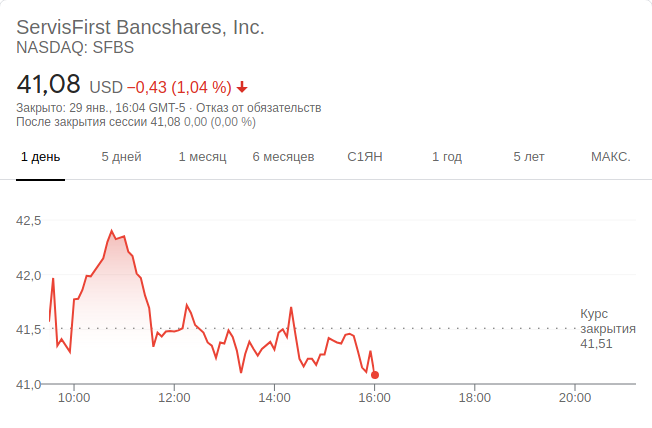 ServisFirst Bancshares, Inc.
NASDAQ: SFBS
41,08 USD −0,43 (1,04 %)
Закрыто: 29 янв., 16:04 GMT-5 · Отказ от обязательств
После закрытия сессии 41,08 0,00 (0,00 %)
1 день 5 дней 1 месяц 6 месяцев С1ЯН 1 год 5 лет МАКС.
42,5
42,0
41,5
41,0
Курс
закрытия
41,51
10:00 12:00 14:00 16:00 18:00 20:00